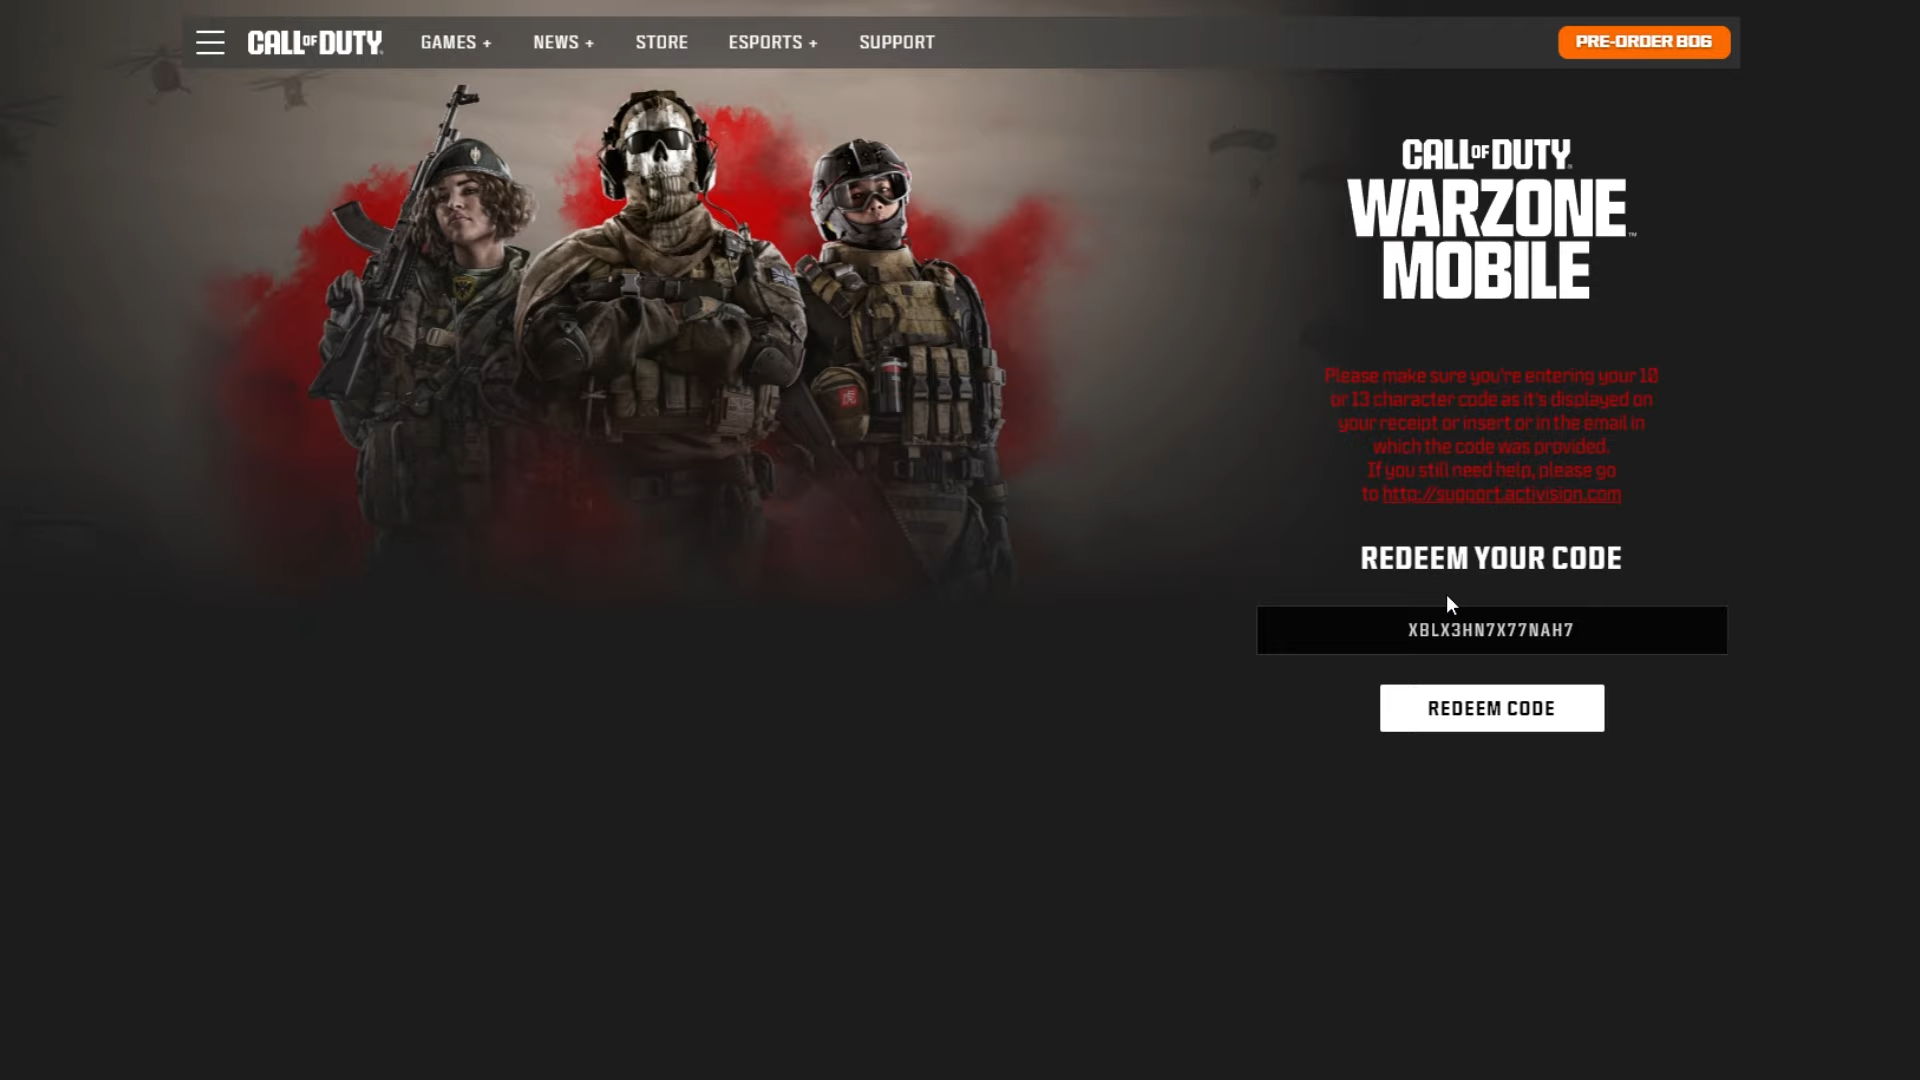 CALL OF DUTY
GAMES +
NEWS +
STORE
ESPORTS +
SUPPORT
PRE-ORDER BO6
CALL OF DUTY
WARZONE™
MOBILE
Please make sure you're entering your 10
or 13 character code as it's displayed on
your receipt or insert or in the email in
which the code was provided.
If you still need help, please go
to http://support.activision.com
REDEEM YOUR CODE
XBLX3HN7X77NAH7
REDEEM CODE